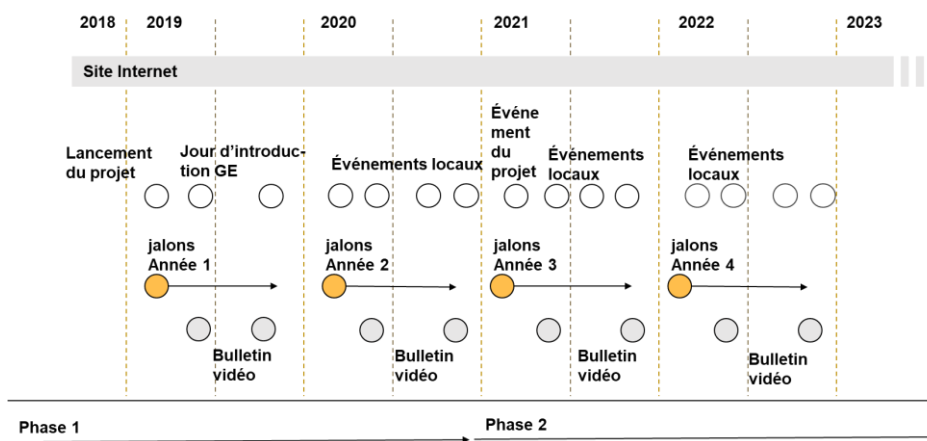 2018
2019
2020
2021
2022
2023
Site Internet
Lancement
du projet
Jour d'introduc-
tion GE
Événements locaux
Événe
ment
du
projet
Événements
locaux
Événements
locaux
jalons
Année 1
jalons
Année 2
jalons
Année 3
jalons
Année 4
Bulletin
vidéo
Bulletin
vidéo
Bulletin
vidéo
Bulletin
vidéo
Phase 1
Phase 2